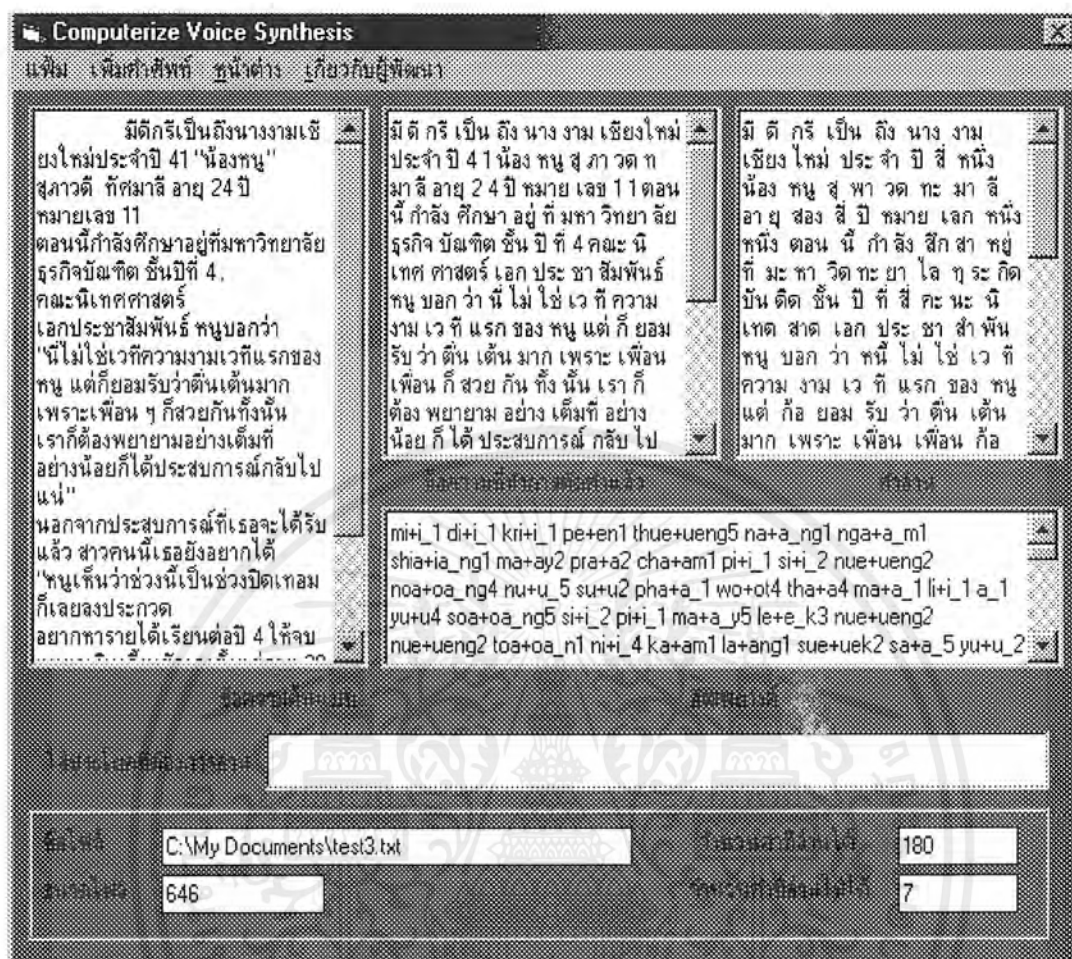 Computerize Voice Synthesis
แฟ้ม เพิ่มคำศัพท์ หน้าต่าง เกี่ยวกับผู้พัฒนา
มีดีกรีเป็นถึงนางงามเชี
ยงใหม่ประจำปี 41 "น้องหนู"
สุภาวดี ทัศมาลี อายุ 24 ปี
หมายเลข 11
ตอนนี้กำลังศึกษาอยู่ที่มหาวิทยาลัย
ธุรกิจบัณฑิต ชั้นปีที่ 4,
คณะนิเทศศาสตร์
เอกประชาสัมพันธ์ หนูบอกว่า
"นี่ไม่ใช่เวทีความงามเวทีแรกของ
หนู แต่ก็ยอมรับว่าตื่นเต้นมาก
เพราะเพื่อน ๆ ก็สวยกันทั้งนั้น
เราก็ต้องพยายามอย่างเต็มที่
อย่างน้อยก็ได้ประสบการณ์กลับไป
แน่"
นอกจากประสบการณ์ที่เธอจะได้รับ
แล้ว สาวคนนี้เธอยังอยากได้
"หนูเห็นว่าช่วงนี้เป็นช่วงปิดเทอม
ก็เลยลงประกวด
อยากหารายได้เรียนต่อปี 4 ให้จบ
มี ดี กรี เป็น ถึง นาง งาม เชียงใหม่
ประจำ ปี 4 1 น้อง หนู สุ ภา วด ท
มา ลี อายุ 2 4 ปี หมาย เลข 1 1 ตอน
นี้ กำลัง ศึกษา อยู่ ที่ มหา วิทยา ลัย
ธุรกิจ บัณฑิต ชั้น ปี ที่ 4 คณะ นิ
เทศ ศาสตร์ เอก ประ ชา สัมพันธ์
หนู บอก ว่า นี่ ไม่ ใช่ เว ที ความ
งาม เว ที แรก ของ หนู แต่ ก็ ยอม
รับ ว่า ตื่น เต้น มาก เพราะ เพื่อน
เพื่อน ก็ สวย กัน ทั้ง นั้น เรา ก็
ต้อง พยายาม อย่าง เต็มที่ อย่าง
น้อย ก็ ได้ ประสบการณ์ กลับ ไป
ข้อความที่ทำการตัดคำแล้ว
มี ดี กรี เป็น ถึง นาง งาม
เชียง ใหม่ ประ จำ ปี สี่ หนึ่ง
น้อง หนู สุ พา วด ทะ มา ลี
อา ยุ สอง สี่ ปี หมาย เลก หนึ่ง
หนึ่ง ตอน นี้ กำ ลัง สึก สา หยู่
ที่ มะ หา วิด ทะ ยา ไล ทุ ระ กิด
บัน ดิด ชั้น ปี ที่ สี่ คะ นะ นิ
เทด สาด เอก ประ ชา สำ พัน
หนู บอก ว่า หนี้ ไม่ ไช่ เว ที
ความ งาม เว ที แรก ของ หนู
แต่ ก้อ ยอม รับ ว่า ตื่น เต้น
มาก เพราะ เพื่อน เพื่อน ก้อ
คำอ่าน
mi+i_1 di+i_1 kri+i_1 pe+en1 thue+ueng5 na+a_ng1 nga+a_m1
shia+ia_ng1 ma+ay2 pra+a2 cha+am1 pi+i_1 si+i_2 nue+ueng2
noa+oa_ng4 nu+u_5 su+u2 pha+a_1 wo+ot4 tha+a4 ma+a_1 li+i_1 a_1
yu+u4 soa+oa_ng5 si+i_2 pi+i_1 ma+a_y5 le+e_k3 nue+ueng2
nue+ueng2 toa+oa_n1 ni+i_4 ka+am1 la+ang1 sue+uek2 sa+a_5 yu+u_2
ชื่อไฟล์ C:\My Documents\test3.txt 180
ขนาดไฟล์ 646 7